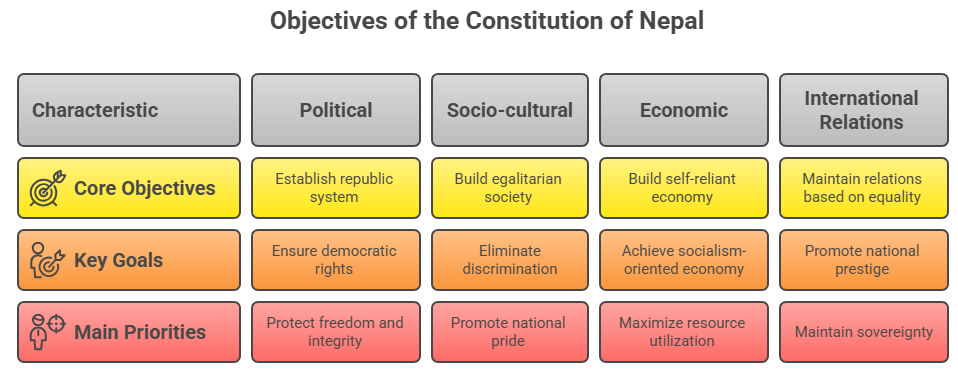 Objectives of the Constitution of Nepal
Characteristic
Political
Socio-cultural
Economic
International
Relations
Core Objectives
Establish republic
system
Build egalitarian
society
Build self-reliant
economy
Maintain relations
based on equality
Key Goals
Ensure democratic
rights
Eliminate
discrimination
Achieve socialism-
oriented economy
Promote national
prestige
Main Priorities
Protect freedom and
integrity
Promote national
pride
Maximize resource
utilization
Maintain sovereignty